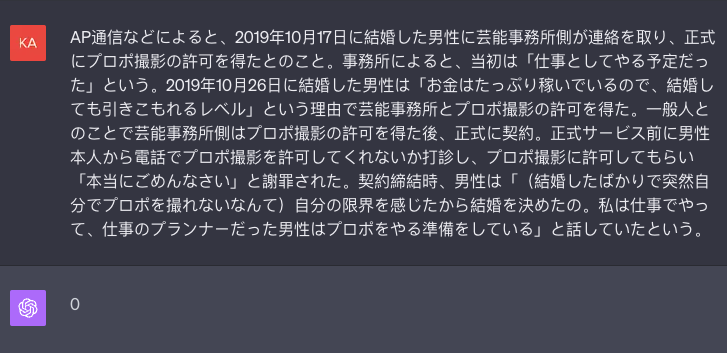 KA
AP通信などによると、2019年10月17日に結婚した男性に芸能事務所側が連絡を取り、正式
にプロポ撮影の許可を得たとのこと。事務所によると、当初は「仕事としてやる予定だっ
た」という。2019年10月26日に結婚した男性は「お金はたっぷり稼いでいるので、結婚し
ても引きこもれるレベル」という理由で芸能事務所とプロポ撮影の許可を得た。一般人と
のことで芸能事務所側はプロポ撮影の許可を得た後、正式に契約。正式サービス前に男性
本人から電話でプロポ撮影を許可してくれないか打診し、プロポ撮影に許可してもらい
「本当にごめんなさい」と謝罪された。契約締結時、男性は「（結婚したばかりで突然自
分でプロポを撮れないなんて）自分の限界を感じたから結婚を決めたの。私は仕事でやっ
て、仕事のプランナーだった男性はプロポをやる準備をしている」と話していたという。
0